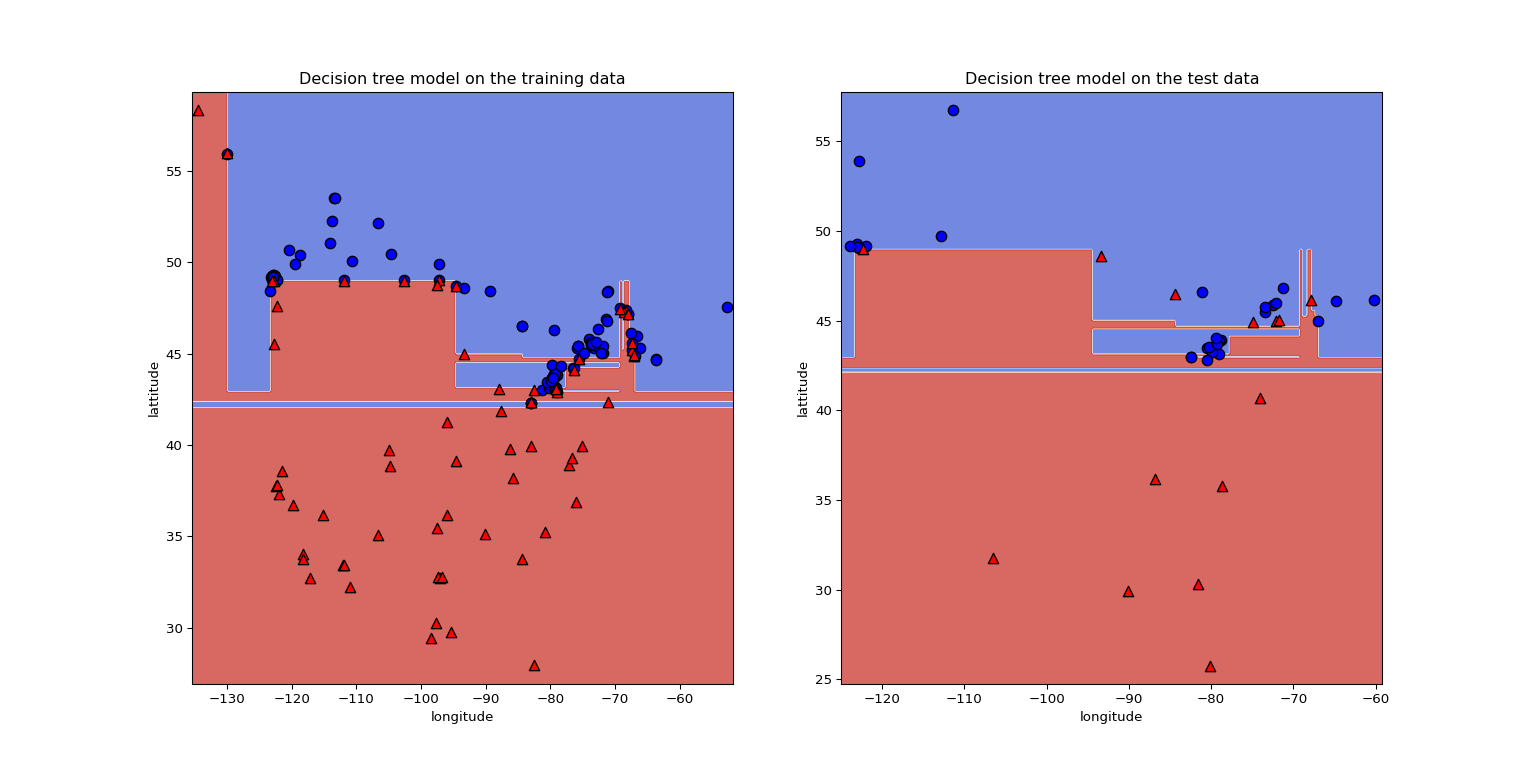 Decision tree model on the training data
55
50
45
40
35
30
lattitude
−130 −120 −110 −100 −90 −80 −70 −60
longitude
Decision tree model on the test data
55
50
45
40
35
30
25
lattitude
−120 −110 −100 −90 −80 −70 −60
longitude